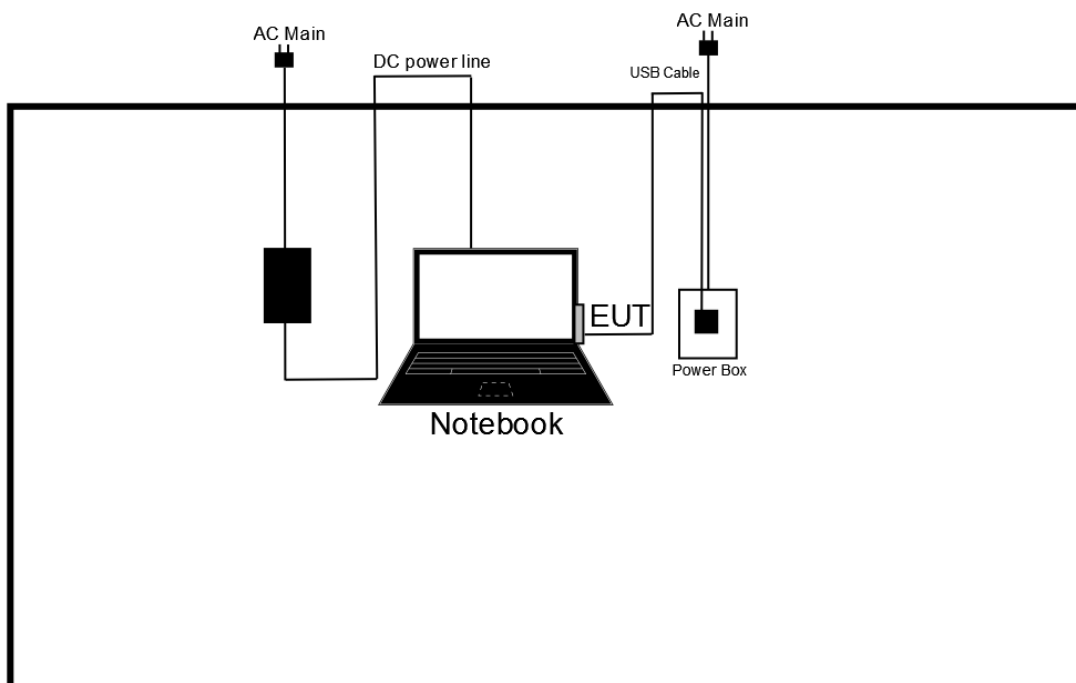 AC Main
AC Main
DC power line
USB Cable
EUT
Power Box
Notebook